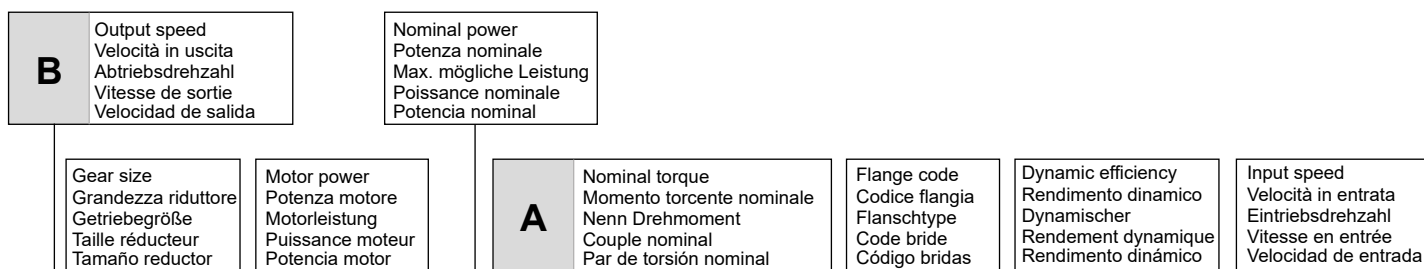 B
Output speed
Velocità in uscita
Abtriebsdrehzahl
Vitesse de sortie
Velocidad de salida
Nominal power
Potenza nominale
Max. mögliche Leistung
Poissance nominale
Potencia nominal
Gear size
Grandezza riduttore
Getriebegröße
Taille réducteur
Tamaño reductor
Motor power
Potenza motore
Motorleistung
Puissance moteur
Potencia motor
A
Nominal torque
Momento torcente nominale
Nenn Drehmoment
Couple nominal
Par de torsión nominal
Flange code
Codice flangia
Flanschtype
Code bride
Código bridas
Dynamic efficiency
Rendimento dinamico
Dynamischer
Rendement dynamique
Rendimento dinámico
Input speed
Velocità in entrata
Eintriebsdrehzahl
Vitesse en entrée
Velocidad de entrada